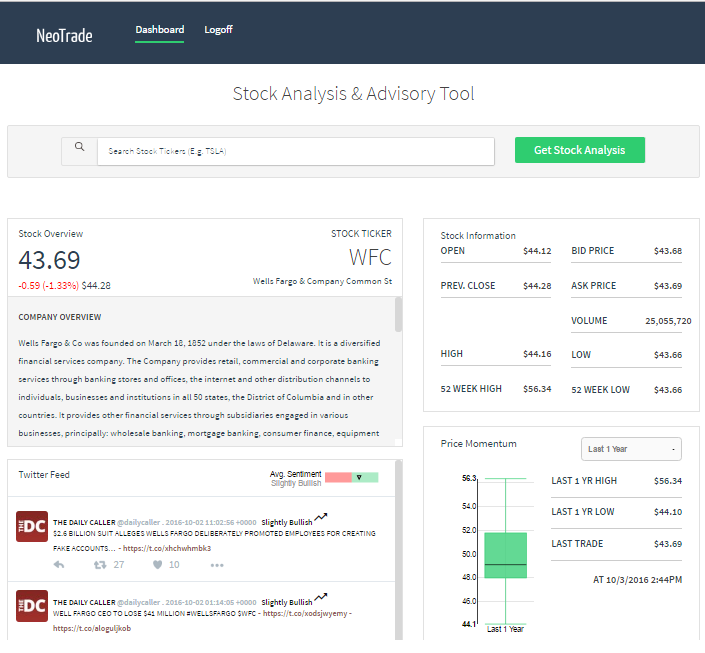 NeoTrade
Dashboard
Logoff
Stock Analysis & Advisory Tool
Search Stock Tickers (E.g. TSLA)
Get Stock Analysis
Stock Overview
STOCK TICKER
43.69
WFC
-0.59 (-1.33%) $44.28
Wells Fargo & Company Common St
COMPANY OVERVIEW
Wells Fargo & Co was founded on March 18, 1852 under the laws of Delaware. It is a diversified
financial services company. The Company provides retail, commercial and corporate banking
services through banking stores and offices, the internet and other distribution channels to
individuals, businesses and institutions in all 50 states, the District of Columbia and in other
countries. It provides other financial services through subsidiaries engaged in various
businesses, principally: wholesale banking, mortgage banking, consumer finance, equipment
Twitter Feed
Avg. Sentiment
Slightly Bullish
THE DC
THE DAILY CALLER @dailycaller . 2016-10-02 11:02:56 +0000 Slightly Bullish
$2.6 BILLION SUIT ALLEGES WELLS FARGO DELIBERATELY PROMOTED EMPLOYEES FOR CREATING
FAKE ACCOUNTS... - https://t.co/xhchwhmbk3
27
10
THE DC
THE DAILY CALLER @dailycaller . 2016-10-02 01:14:05 +0000 Slightly Bullish
WELL FARGO CEO TO LOSE $41 MILLION #WELLSFARGO $WFC - https://t.co/xodsjwyemy -
https://t.co/aloguljkob
Stock Information
OPEN $44.12
BID PRICE $43.68
PREV. CLOSE $44.28
ASK PRICE $43.69
VOLUME 25,055,720
HIGH $44.16
LOW $43.66
52 WEEK HIGH $56.34
52 WEEK LOW $43.66
Price Momentum
Last 1 Year
56.3
54.0
52.0
50.0
48.0
46.0
44.1
Last 1 Year
LAST 1 YR HIGH $56.34
LAST 1 YR LOW $44.10
LAST TRADE $43.69
AT 10/3/2016 2:44PM